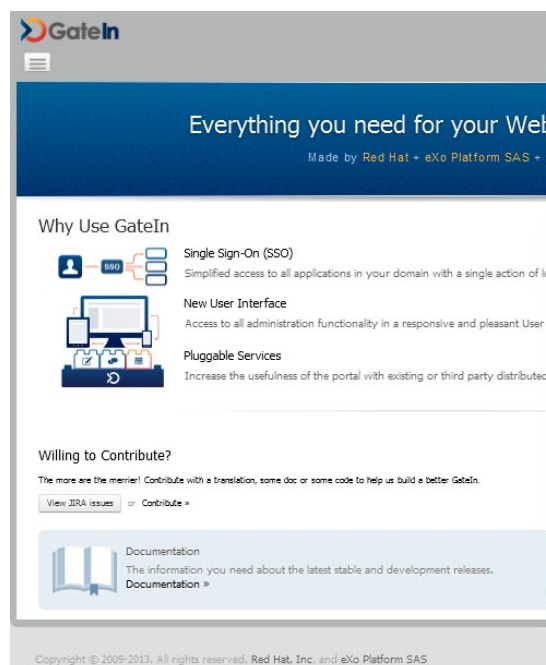 GateIn
Everything you need for your Web
Made by Red Hat + eXo Platform SAS +
Why Use GateIn
SSO
Single Sign-On (SSO)
Simplified access to all applications in your domain with a single action of
New User Interface
Access to all administration functionality in a responsive and pleasant User
Pluggable Services
Increase the usefulness of the portal with existing or third party distributed
Willing to Contribute?
The more are the merrier! Contribute with a translation, some doc or some code to help us build a better GateIn.
View JIRA issues or Contribute »
Documentation
The information you need about the latest stable and development releases.
Documentation »
Copyright © 2009-2013. All rights reserved, Red Hat, Inc. and eXo Platform SAS